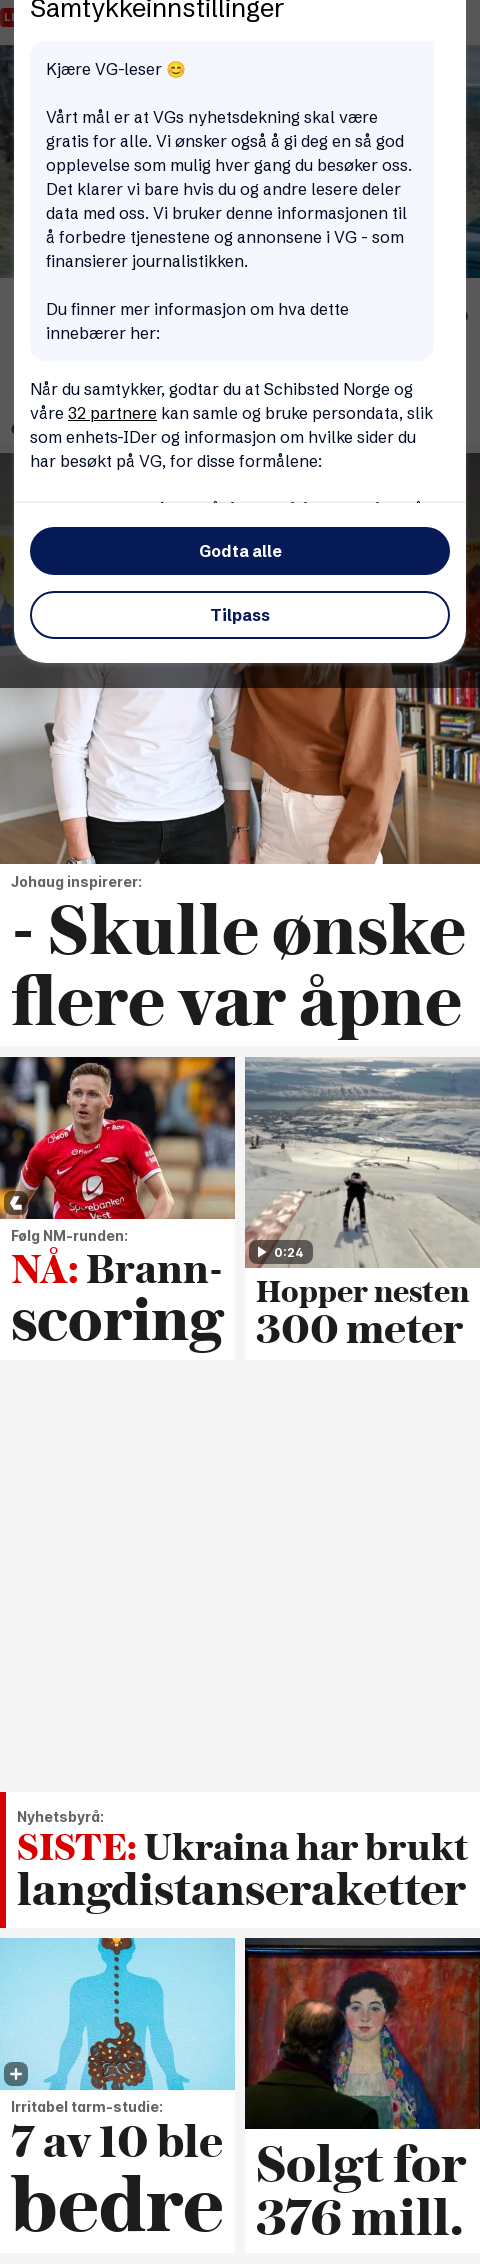 Samtykkeinnstillinger
Kjære VG-leser 😊
Vårt mål er at VGs nyhetsdekning skal være
gratis for alle. Vi ønsker også å gi deg en så god
opplevelse som mulig hver gang du besøker oss.
Det klarer vi bare hvis du og andre lesere deler
data med oss. Vi bruker denne informasjonen til
å forbedre tjenestene og annonsene i VG - som
finansierer journalistikken.
Du finner mer informasjon om hva dette
innebærer her:
Når du samtykker, godtar du at Schibsted Norge og
våre 32 partnere kan samle og bruke persondata, slik
som enhets-IDer og informasjon om hvilke sider du
har besøkt på VG, for disse formålene:
Godta alle
Tilpass
Johaug inspirerer:
- Skulle ønske
flere var åpne
Sparebanken
Vest
0:24
Følg NM-runden:
NÅ: Brann-
scoring
Hopper nesten
300 meter
Nyhetsbyrå:
SISTE: Ukraina har brukt
langdistanseraketter
Irritabel tarm-studie:
7 av 10 ble
bedre
Solgt for
376 mill.